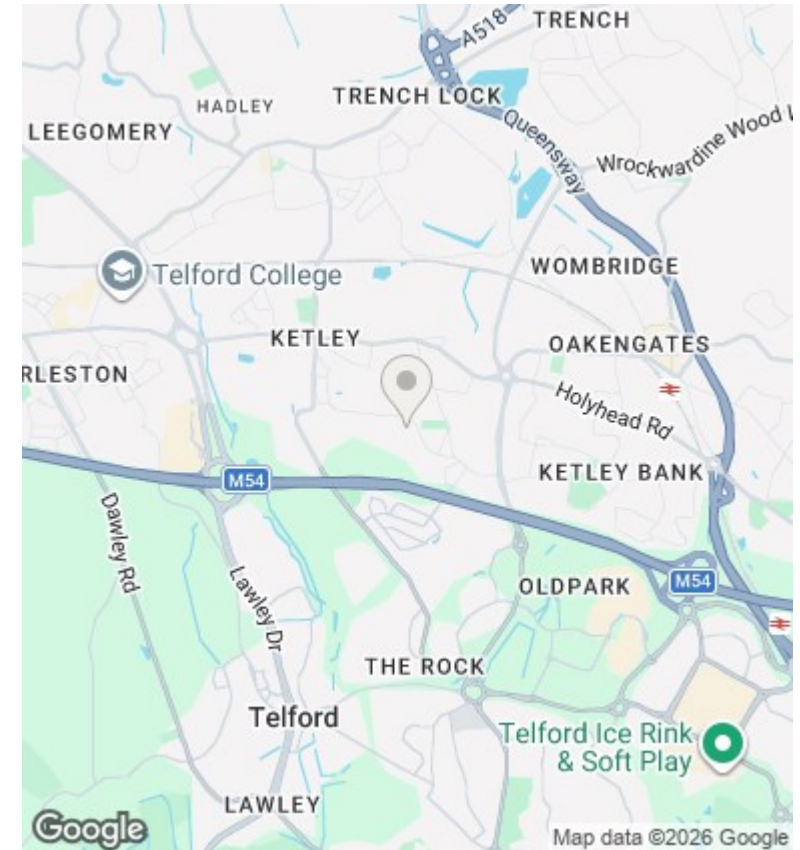 TRENCH
A518
TRENCH LOCK
HADLEY
LEEGOMERY
Queensway
Wrockwardine Wood
WOMBRIDGE
Telford College
KETLEY
OAKENGATES
RLESTON
Holyhead Rd
M54
KETLEY BANK
Dawley Rd
M54
OLDPARK
Lawley Dr
THE ROCK
Telford
Telford Ice Rink
& Soft Play
LAWLEY
Google
Map data ©2026 Google